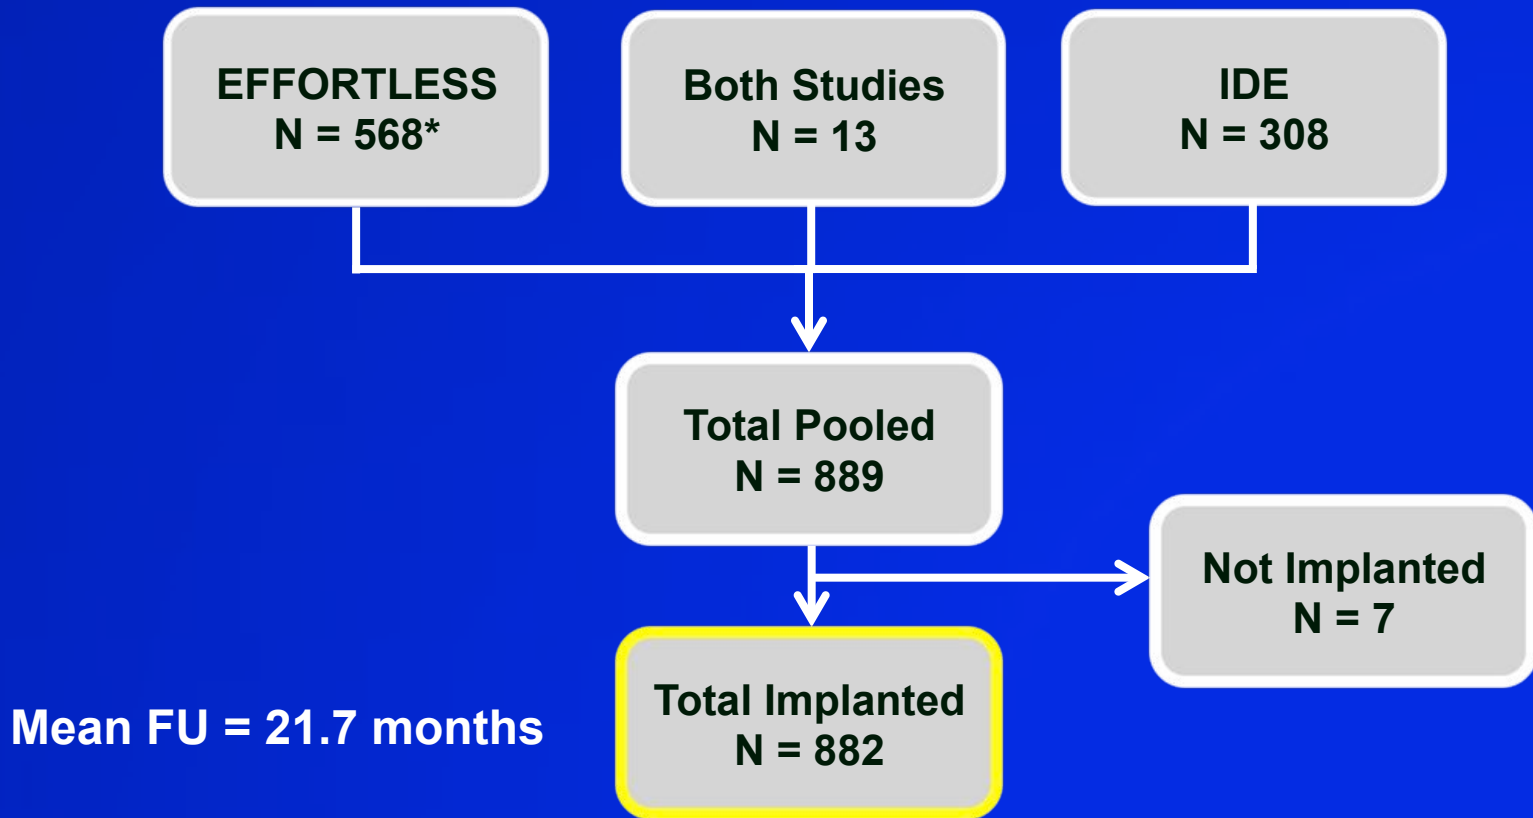 EFFORTLESS
N = 568*
Both Studies
N = 13
IDE
N = 308
Total Pooled
N = 889
Not Implanted
N = 7
Total Implanted
N = 882
Mean FU = 21.7 months